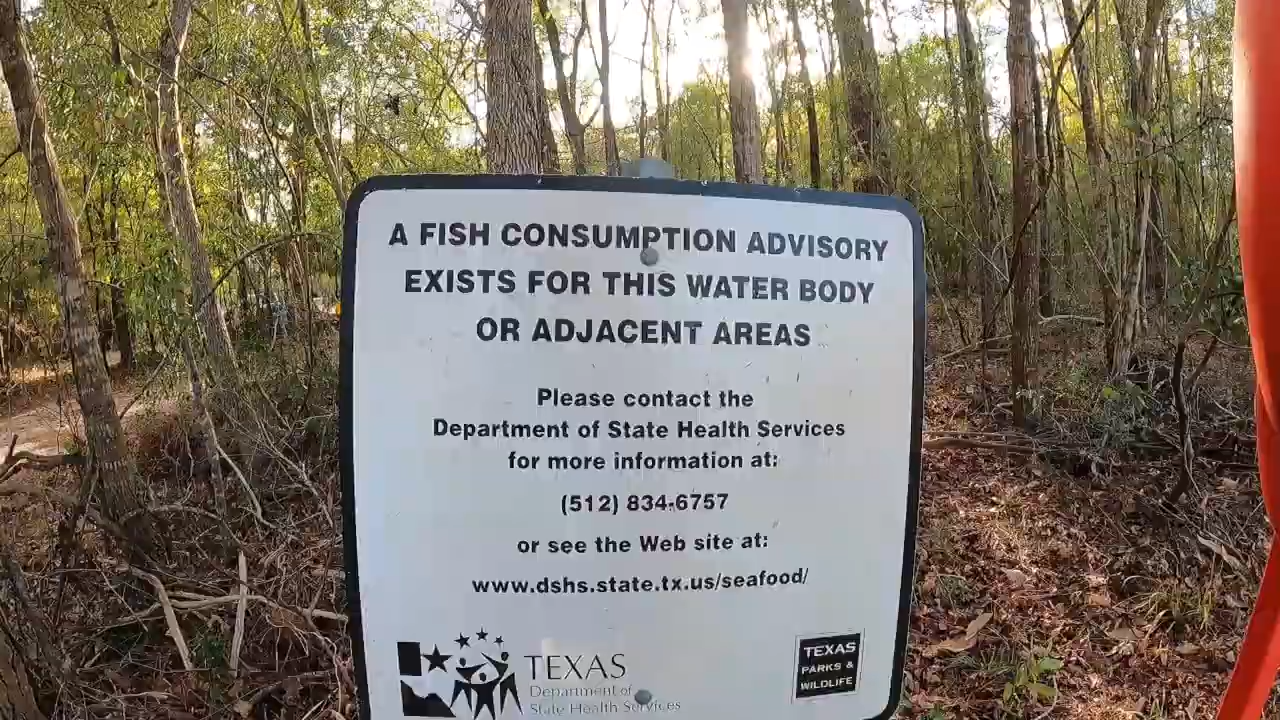 A FISH CONSUMPTION ADVISORY
EXISTS FOR THIS WATER BODY
OR ADJACENT AREAS
Please contact the
Department of State Health Services
for more information at:
(512) 834-6757
or see the Web site at:
www.dshs.state.tx.us/seafood/
TEXAS
Department of
State Health Services
TEXAS
PARKS &
WILDLIFE